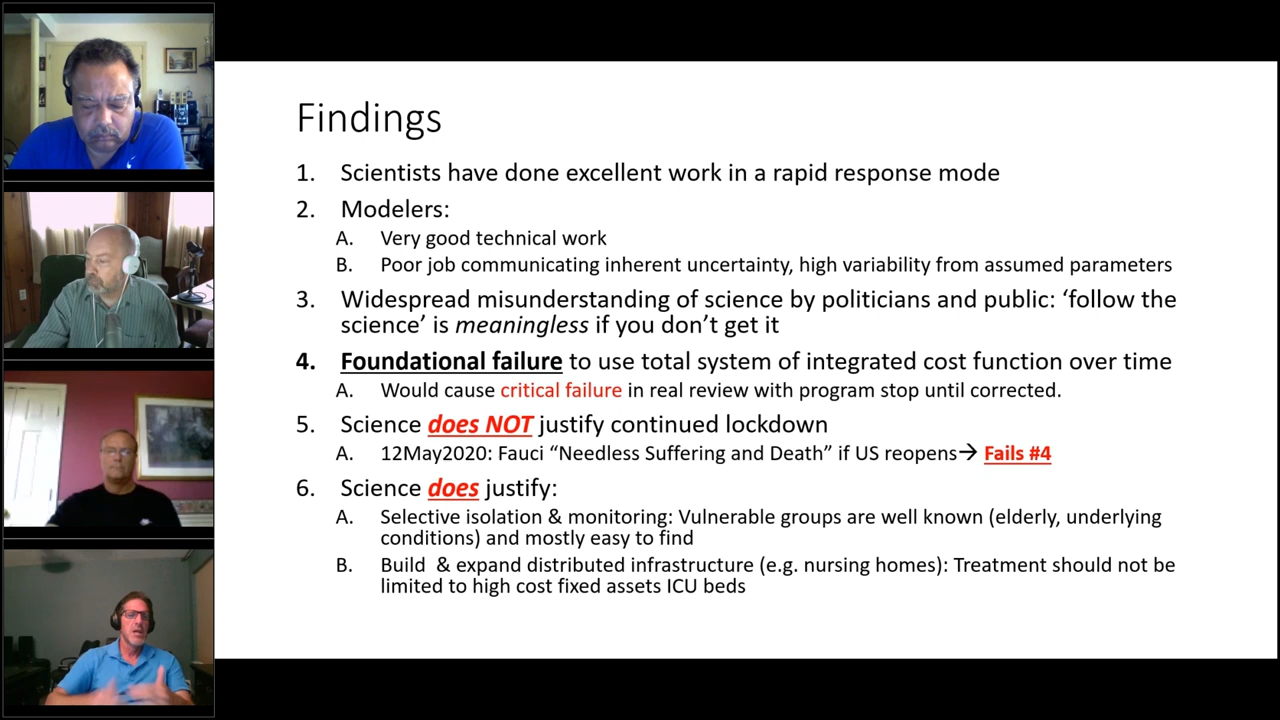 Findings
1. Scientists have done excellent work in a rapid response mode
2. Modelers:
A. Very good technical work
B. Poor job communicating inherent uncertainty, high variability from assumed parameters
3. Widespread misunderstanding of science by politicians and public: ‘follow the
science’ is meaningless if you don’t get it
4. Foundational failure to use total system of integrated cost function over time
A. Would cause critical failure in real review with program stop until corrected.
5. Science does NOT justify continued lockdown
A. 12May2020: Fauci “Needless Suffering and Death” if US reopens→ Fails #4
6. Science does justify:
A. Selective isolation & monitoring: Vulnerable groups are well known (elderly, underlying
conditions) and mostly easy to find
B. Build & expand distributed infrastructure (e.g. nursing homes): Treatment should not be
limited to high cost fixed assets ICU beds